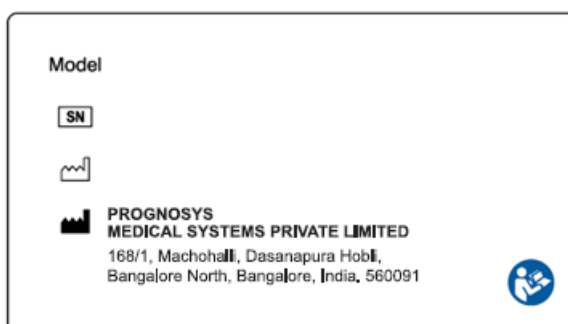 Model
SN
PROGNOSYS
MEDICAL SYSTEMS PRIVATE LIMITED
168/1, Machohalli, Dasanapura Hobli,
Bangalore North, Bangalore, India. 560091